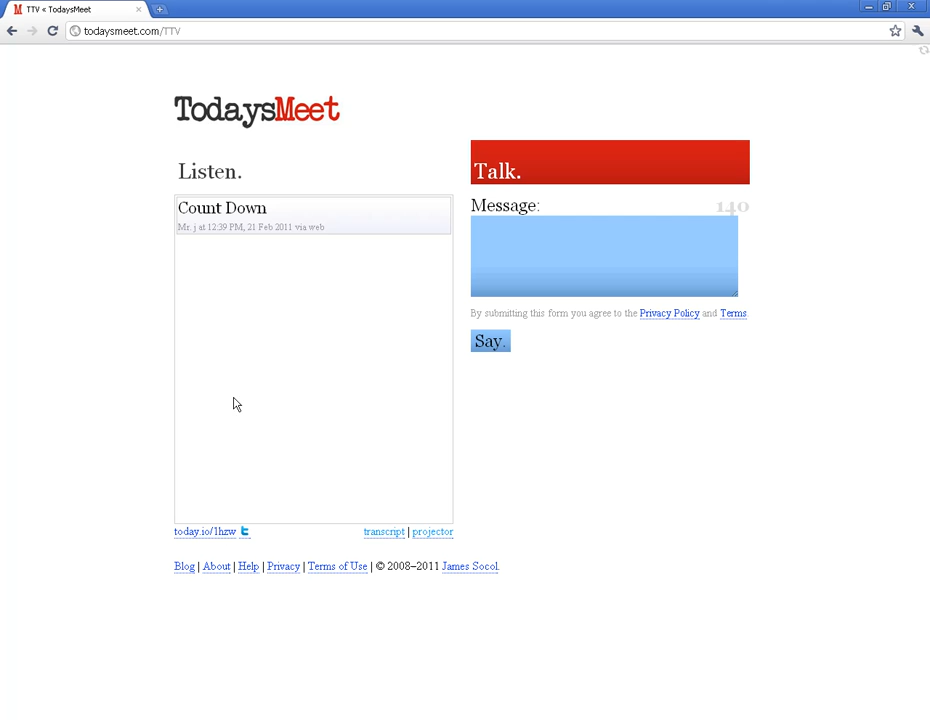 TTV « TodaysMeet
todaysmeet.com/TTV
TodaysMeet
Listen.
Count Down
Mr. j at 12:39 PM, 21 Feb 2011 via web
today.io/1hzw
transcript | projector
Talk.
Message: 140
By submitting this form you agree to the Privacy Policy and Terms
Say.
Blog | About | Help | Privacy | Terms of Use | © 2008–2011 James Socol.